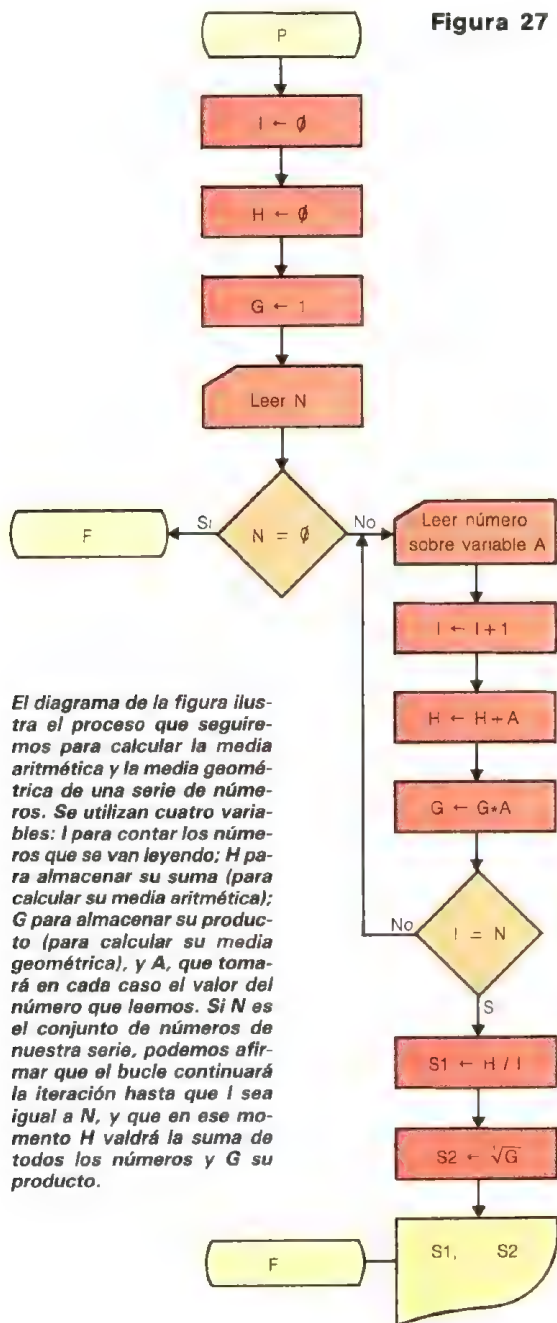 Figura 27
P
I ← ∅
H ← ∅
G ← 1
Leer N
N = ∅
Si
No
F
Leer número
sobre variable A
I ← I + 1
H ← H + A
G ← G*A
I = N
No
S
S1 ← H / I
S2 ← √G
S1, S2
F
El diagrama de la figura ilus-
tra el proceso que seguire-
mos para calcular la media
aritmética y la media geomé-
trica de una serie de núme-
ros. Se utilizan cuatro varia-
bles: I para contar los núme-
ros que se van leyendo; H pa-
ra almacenar su suma (para
calcular su media aritmética);
G para almacenar su produc-
to (para calcular su media
geométrica), y A, que toma-
rá en cada caso el valor del
número que leemos. Si N es
el conjunto de números de
nuestra serie, podemos afir-
mar que el bucle continuará
la iteración hasta que I sea
igual a N, y que en ese mo-
mento H valdrá la suma de
todos los números y G su
producto.